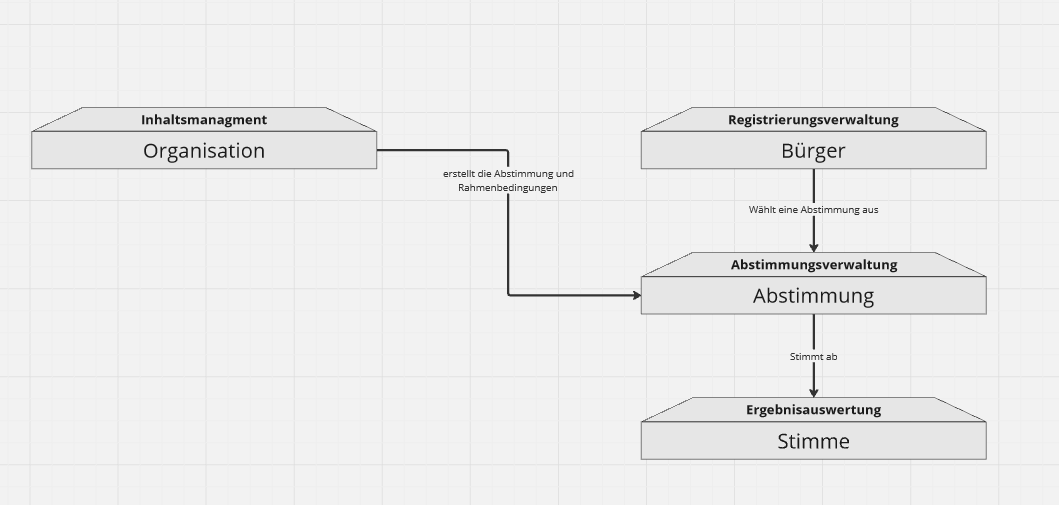 Inhaltsmanagment
Organisation
erstellt die Abstimmung und
Rahmenbedingungen
Registrierungsverwaltung
Bürger
Wählt eine Abstimmung aus
Abstimmungsverwaltung
Abstimmung
Stimmt ab
Ergebnisauswertung
Stimme